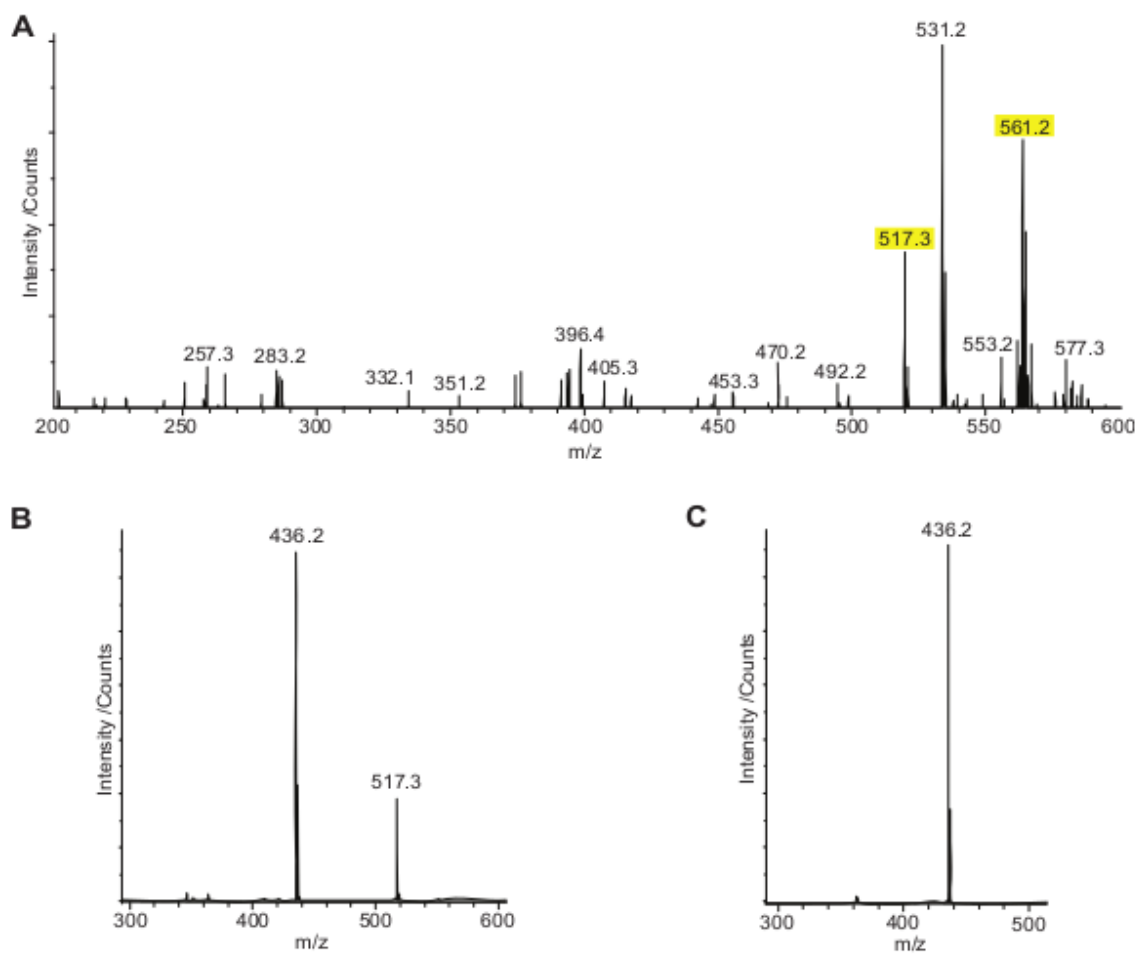 A
Intensity /Counts
531.2
561.2
517.3
257.3
283.2
332.1
351.2
396.4
405.3
453.3
470.2
492.2
553.2
577.3
200 250 300 350 400 450 500 550 600
m/z
B
Intensity /Counts
436.2
517.3
300 400 500 600
m/z
C
Intensity /Counts
436.2
300 400 500
m/z